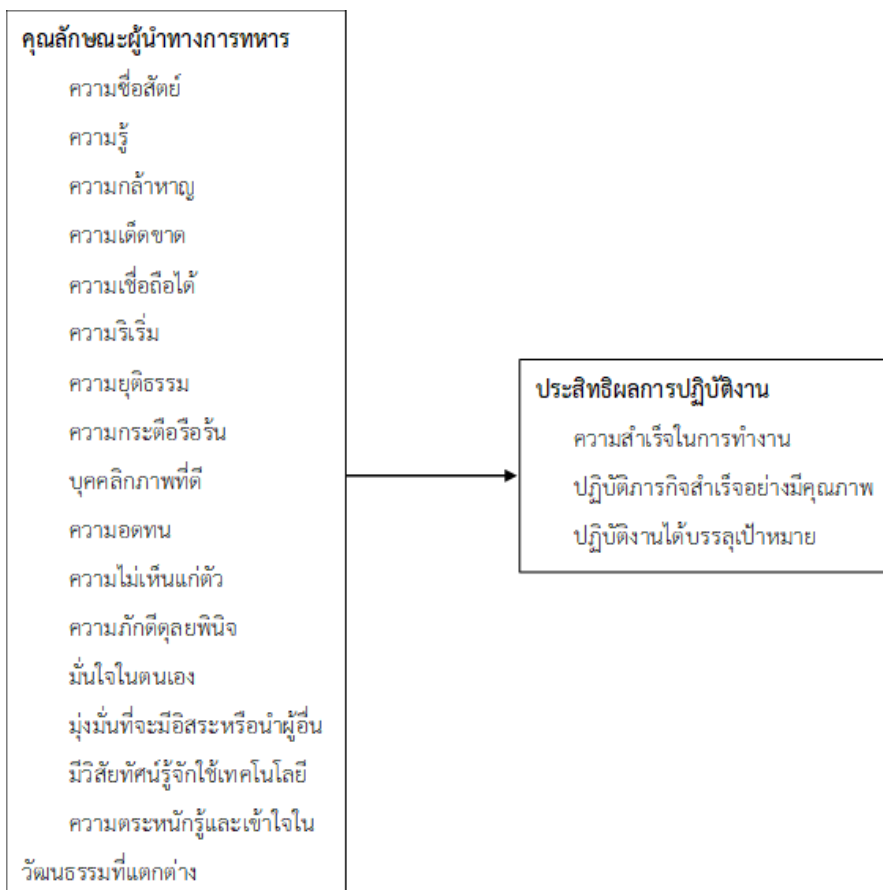 คุณลักษณะผู้นำทางการทหาร
ความซื่อสัตย์
ความรู้
ความกล้าหาญ
ความเด็ดขาด
ความเชื่อถือได้
ความริเริ่ม
ความยุติธรรม
ความกระตือรือร้น
บุคคลิกภาพที่ดี
ความอดทน
ความไม่เห็นแก่ตัว
ความภักดีดุลยพินิจ
มั่นใจในตนเอง
มุ่งมั่นที่จะมีอิสระหรือนำผู้อื่น
มีวิสัยทัศน์รู้จักใช้เทคโนโลยี
ความตระหนักรู้และเข้าใจใน
วัฒนธรรมที่แตกต่าง
ประสิทธิผลการปฏิบัติงาน
ความสำเร็จในการทำงาน
ปฏิบัติภารกิจสำเร็จอย่างมีคุณภาพ
ปฏิบัติงานได้บรรลุเป้าหมาย